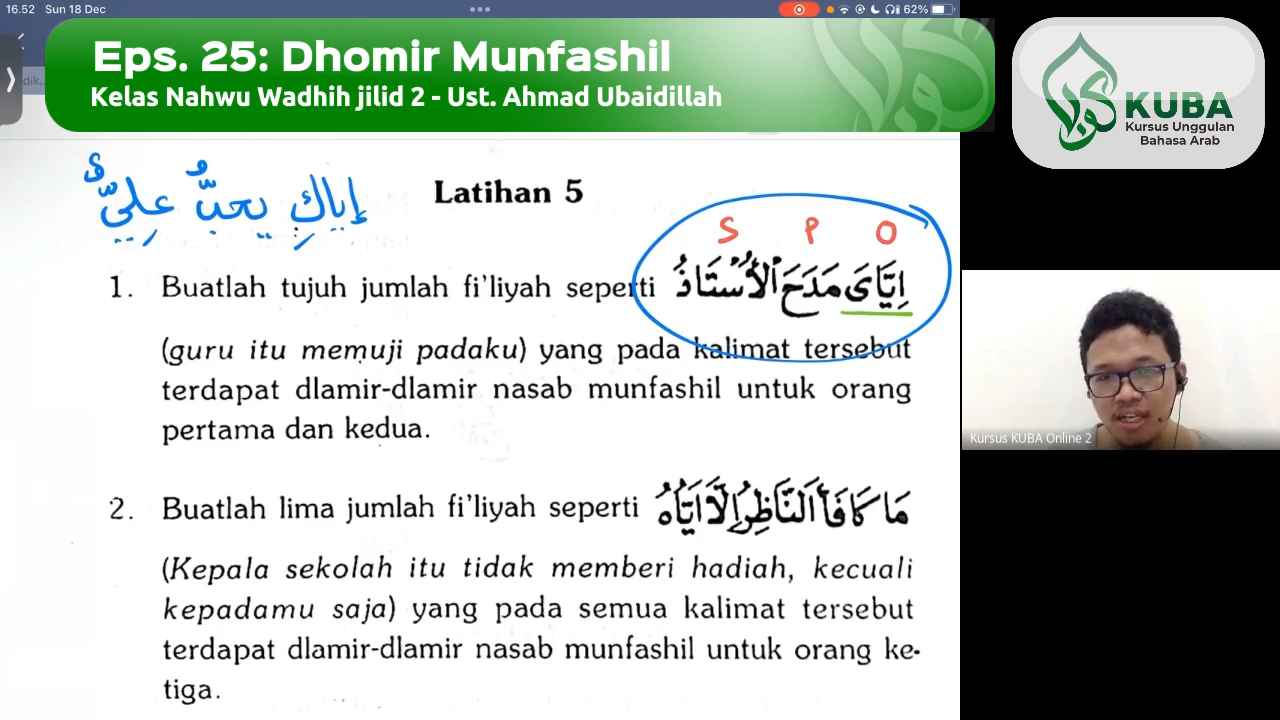 16.52 Sun 18 Dec
62%
Eps. 25: Dhomir Munfashil
Kelas Nahwu Wadhih jilid 2 - Ust. Ahmad Ubaidillah
KUBA
Kursus Unggulan
Bahasa Arab
إياكِ يحبُّ عليٌّ
Latihan 5
S P O
1. Buatlah tujuh jumlah fi'liyah seperti اِيَّاىَ مَدَحَ الْأُسْتَاذُ
(guru itu memuji padaku) yang pada kalimat tersebut
terdapat dlamir-dlamir nasab munfashil untuk orang
pertama dan kedua.
2. Buatlah lima jumlah fi'liyah seperti مَا كَافَأَ النَّاظِرُ إِلَّا اِيَّاهُ
(Kepala sekolah itu tidak memberi hadiah, kecuali
kepadamu saja) yang pada semua kalimat tersebut
terdapat dlamir-dlamir nasab munfashil untuk orang ke-
tiga.
Kursus KUBA Online 2